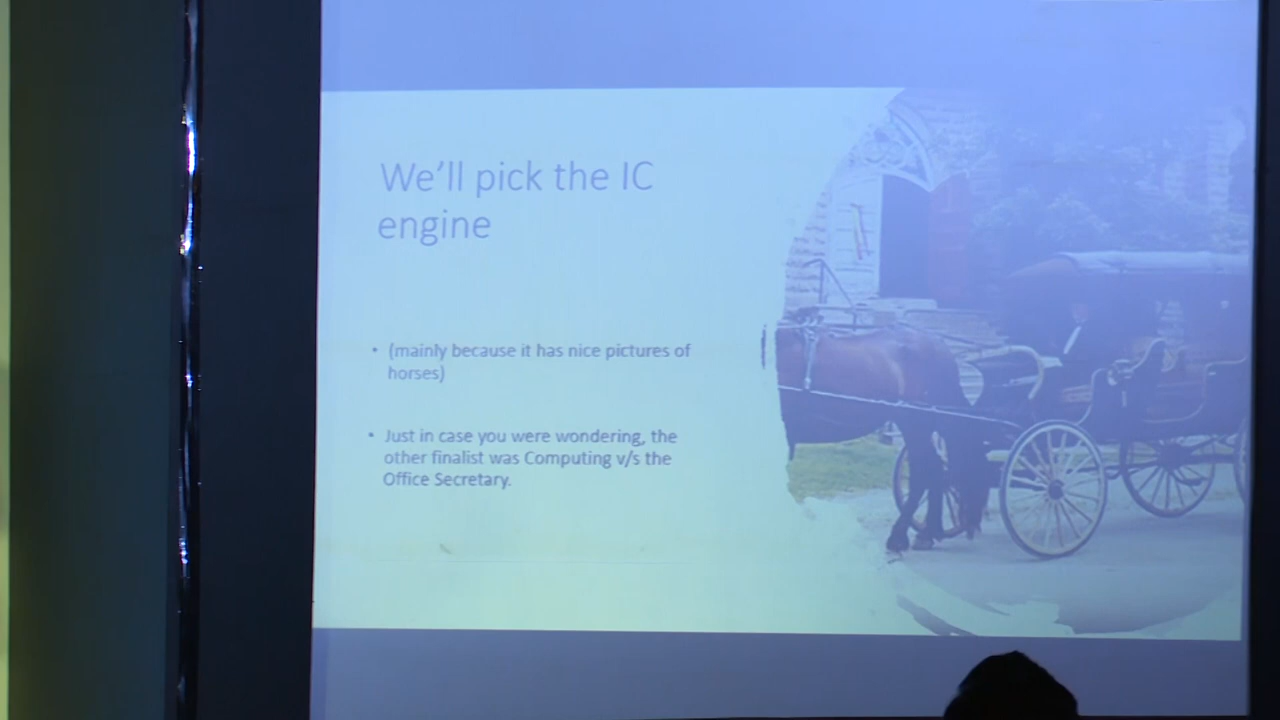 We'll pick the IC
engine
• (mainly because it has nice pictures of
horses)
• Just in case you were wondering, the
other finalist was Computing v/s the
Office Secretary.